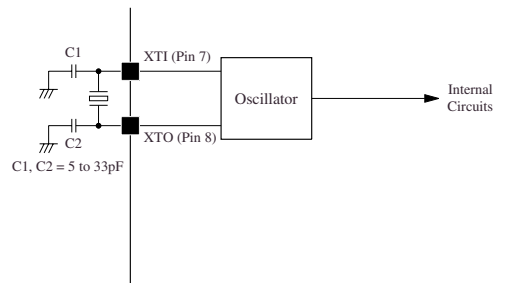 C1
XTI (Pin 7)
Oscillator
Internal
Circuits
XTO (Pin 8)
C2
C1, C2 = 5 to 33pF